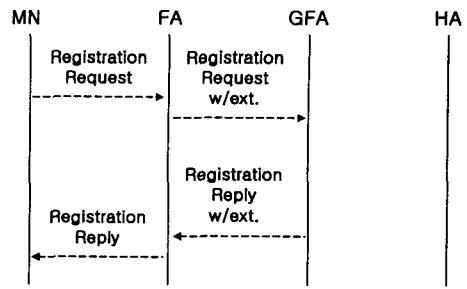 MN FA GFA HA
Registration
Request
Registration
Request
w/ext.
Registration
Reply
w/ext.
Registration
Reply